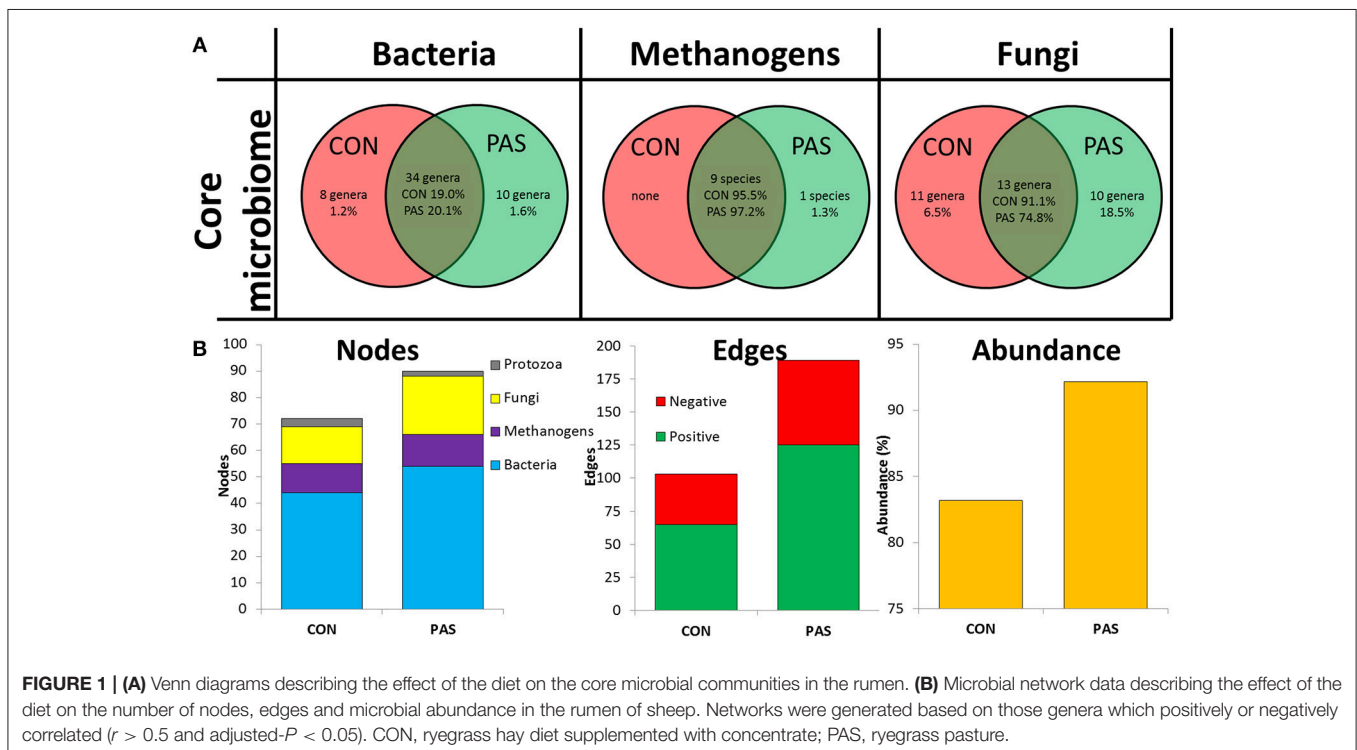 A
Bacteria
Methanogens
Fungi
Core
microbiome
CON
PAS
8 genera
1.2%
34 genera
CON 19.0%
PAS 20.1%
10 genera
1.6%
CON
PAS
none
9 species
CON 95.5%
PAS 97.2%
1 species
1.3%
CON
PAS
11 genera
6.5%
13 genera
CON 91.1%
PAS 74.8%
10 genera
18.5%
B
Nodes
Nodes
100
90
80
70
60
50
40
30
20
10
0
CON
PAS
Protozoa
Fungi
Methanogens
Bacteria
Edges
Edges
200
175
150
125
100
75
50
25
0
Negative
Positive
CON
PAS
Abundance
Abundance (%)
95
90
85
80
75
CON
PAS
FIGURE 1 | (A) Venn diagrams describing the effect of the diet on the core microbial communities in the rumen. (B) Microbial network data describing the effect of the
diet on the number of nodes, edges and microbial abundance in the rumen of sheep. Networks were generated based on those genera which positively or negatively
correlated (r > 0.5 and adjusted-P < 0.05). CON, ryegrass hay diet supplemented with concentrate; PAS, ryegrass pasture.